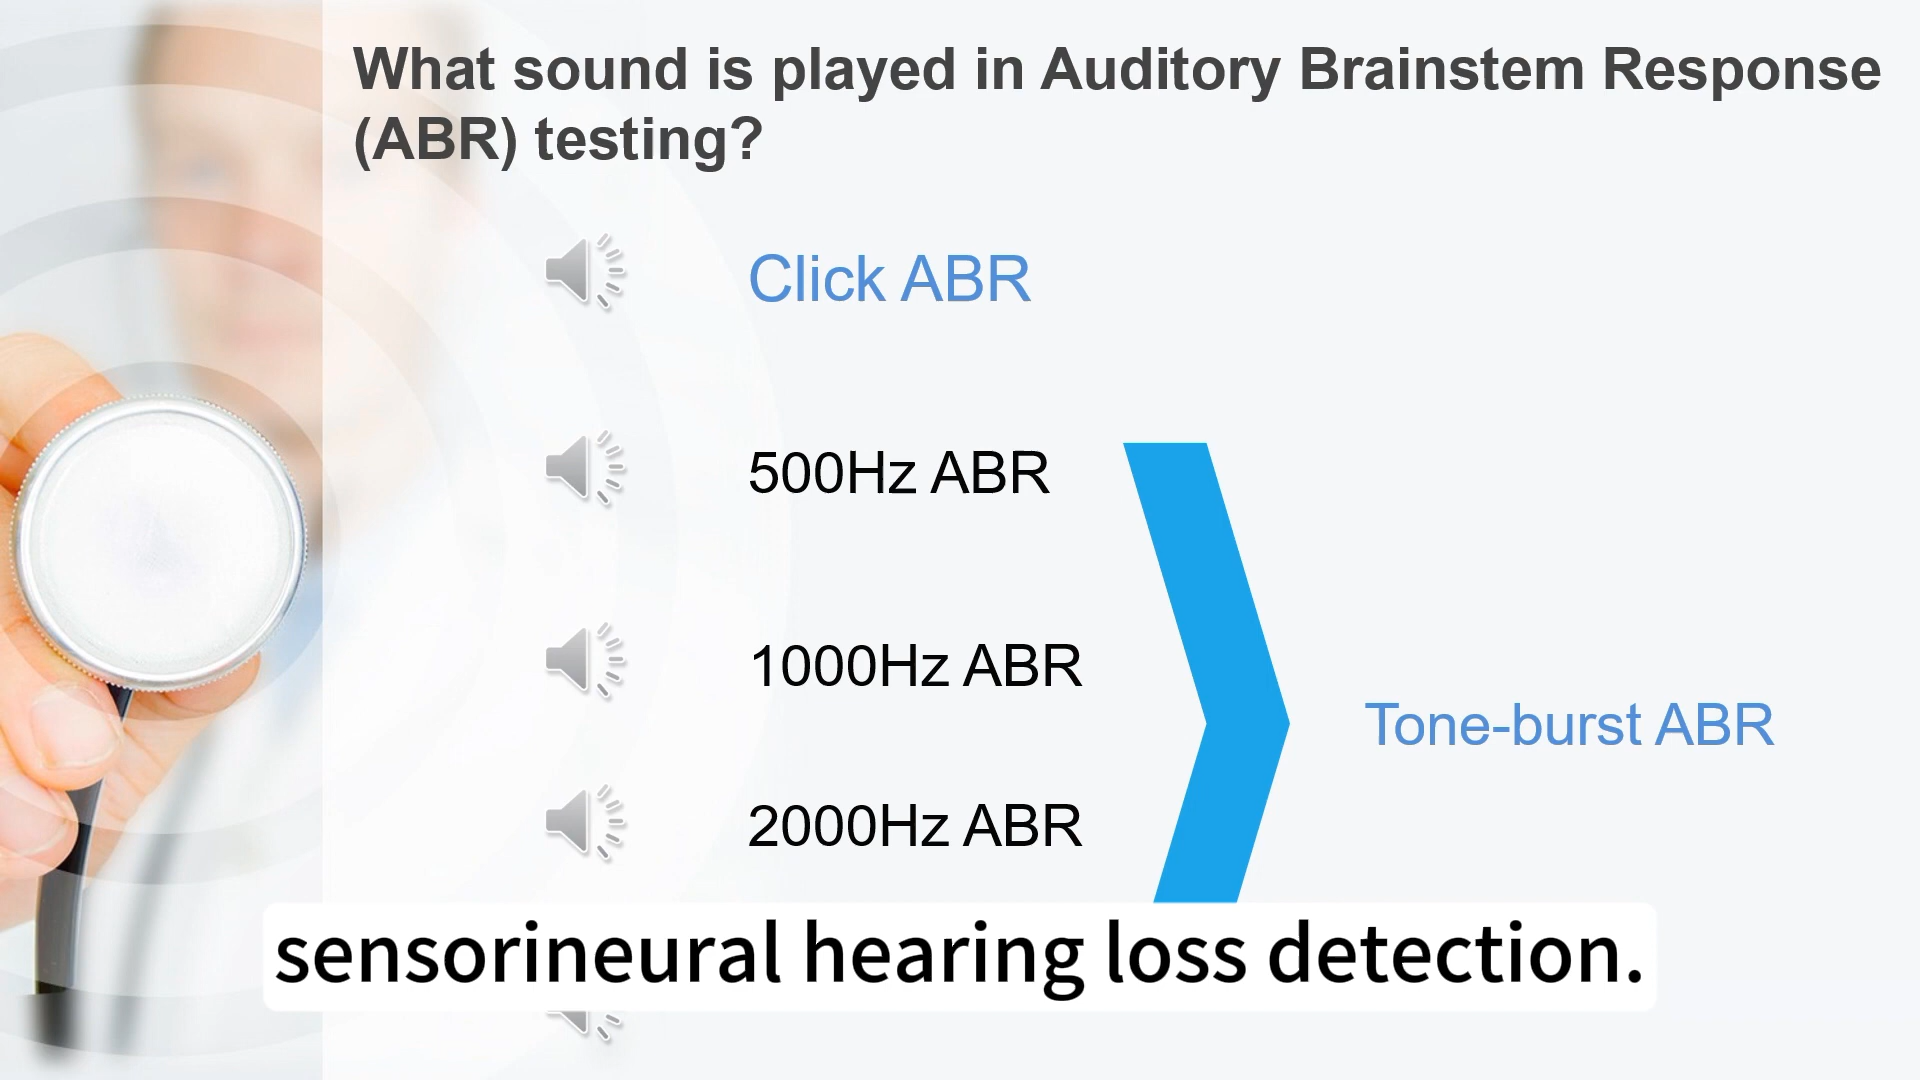 What sound is played in Auditory Brainstem Response
(ABR) testing?
Click ABR
500Hz ABR
1000Hz ABR
Tone-burst ABR
2000Hz ABR
sensorineural hearing loss detection.